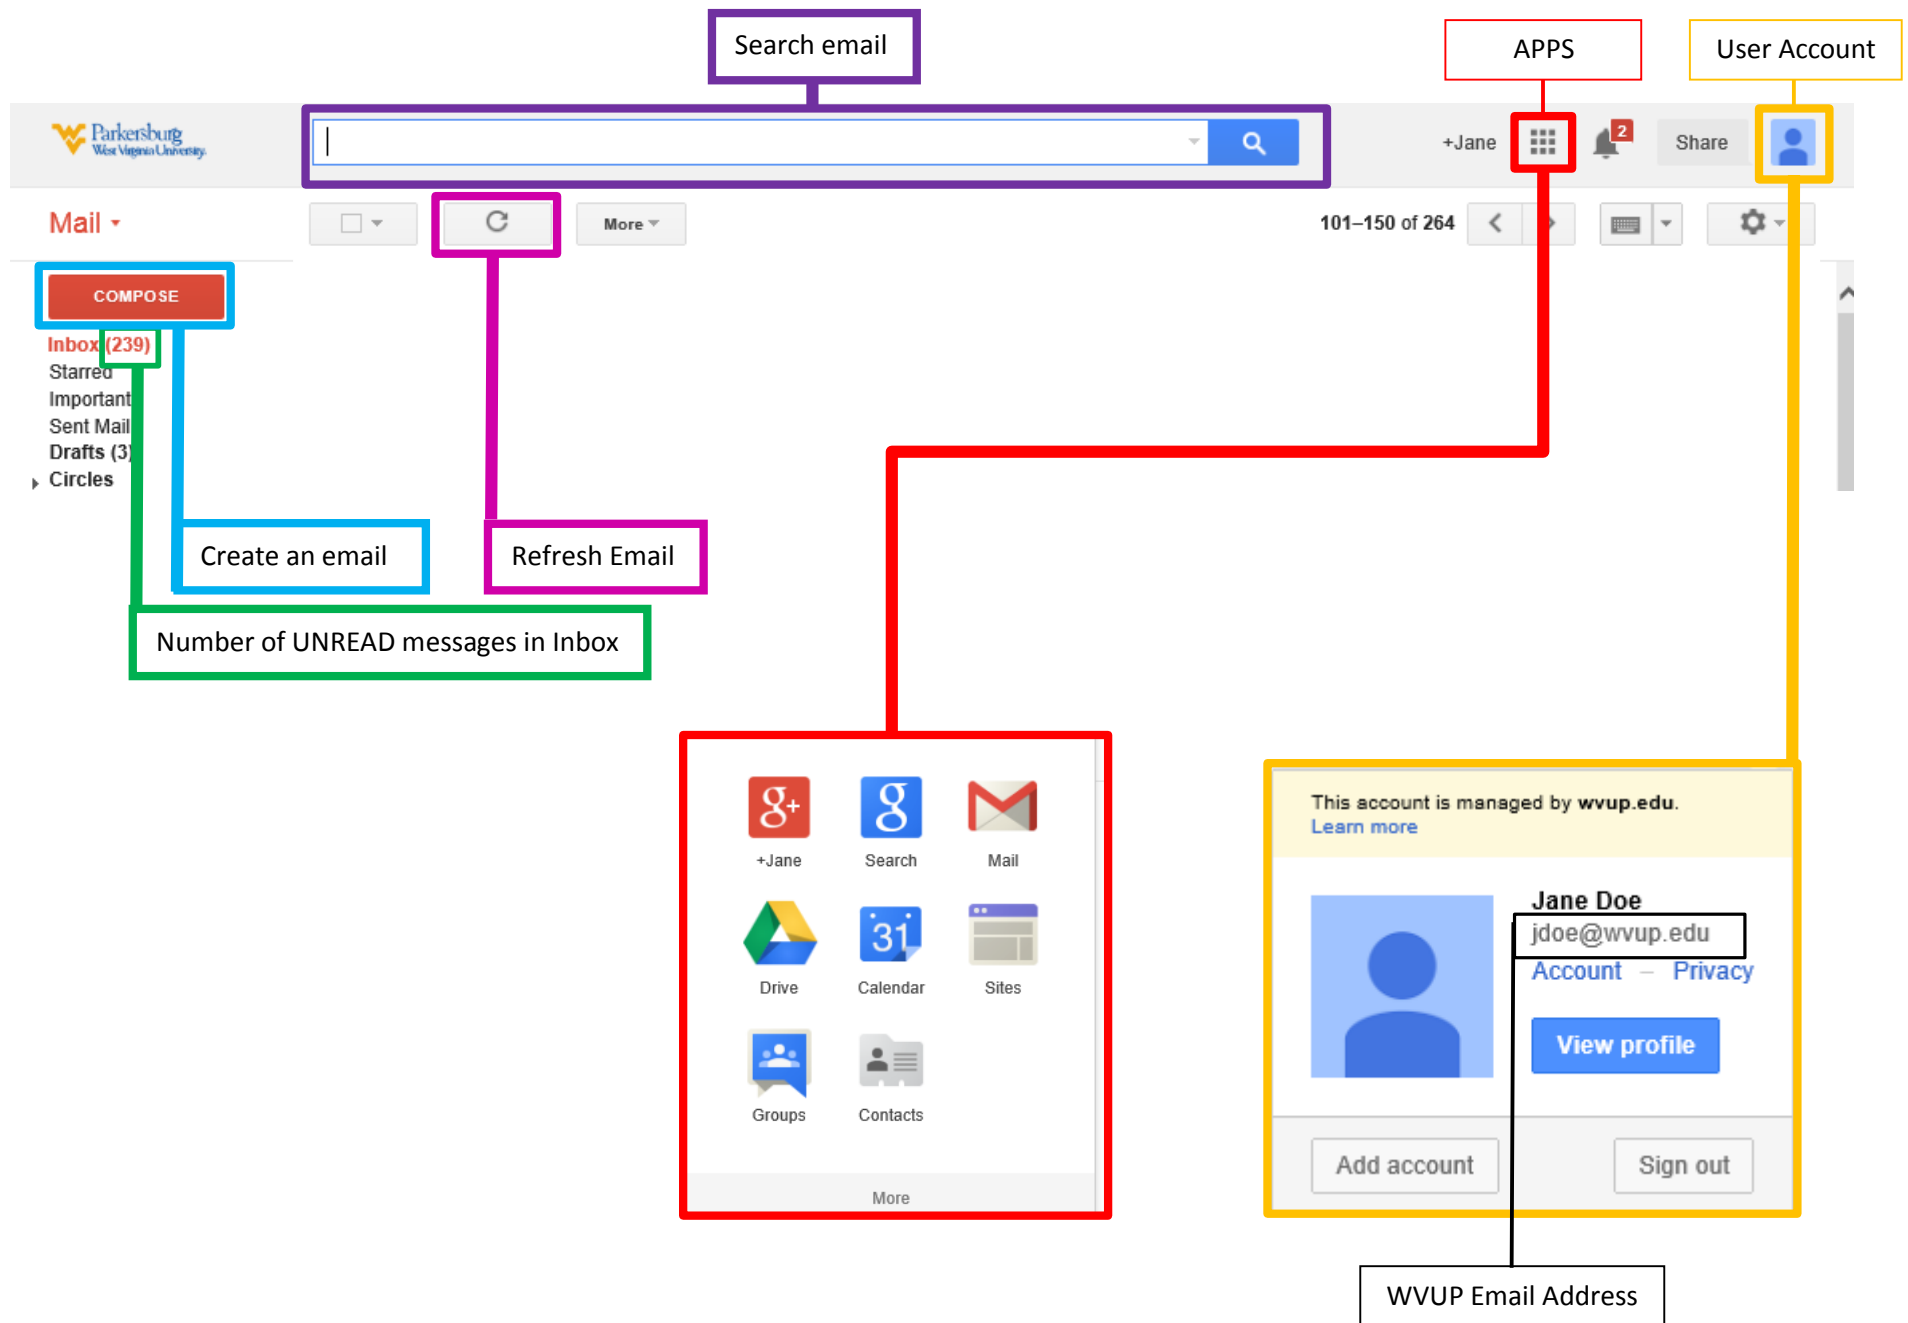 Search email
APPS
User Account
Parkersburg
West Virginia University.
+Jane
2
Share
Mail
More
101–150 of 264
COMPOSE
Inbox (239)
Starred
Important
Sent Mail
Drafts (3)
Circles
Create an email
Refresh Email
Number of UNREAD messages in Inbox
g+
g
+Jane
Search
Mail
31
Drive
Calendar
Sites
Groups
Contacts
More
This account is managed by wvup.edu.
Learn more
Jane Doe
jdoe@wvup.edu
Account – Privacy
View profile
Add account
Sign out
WVUP Email Address